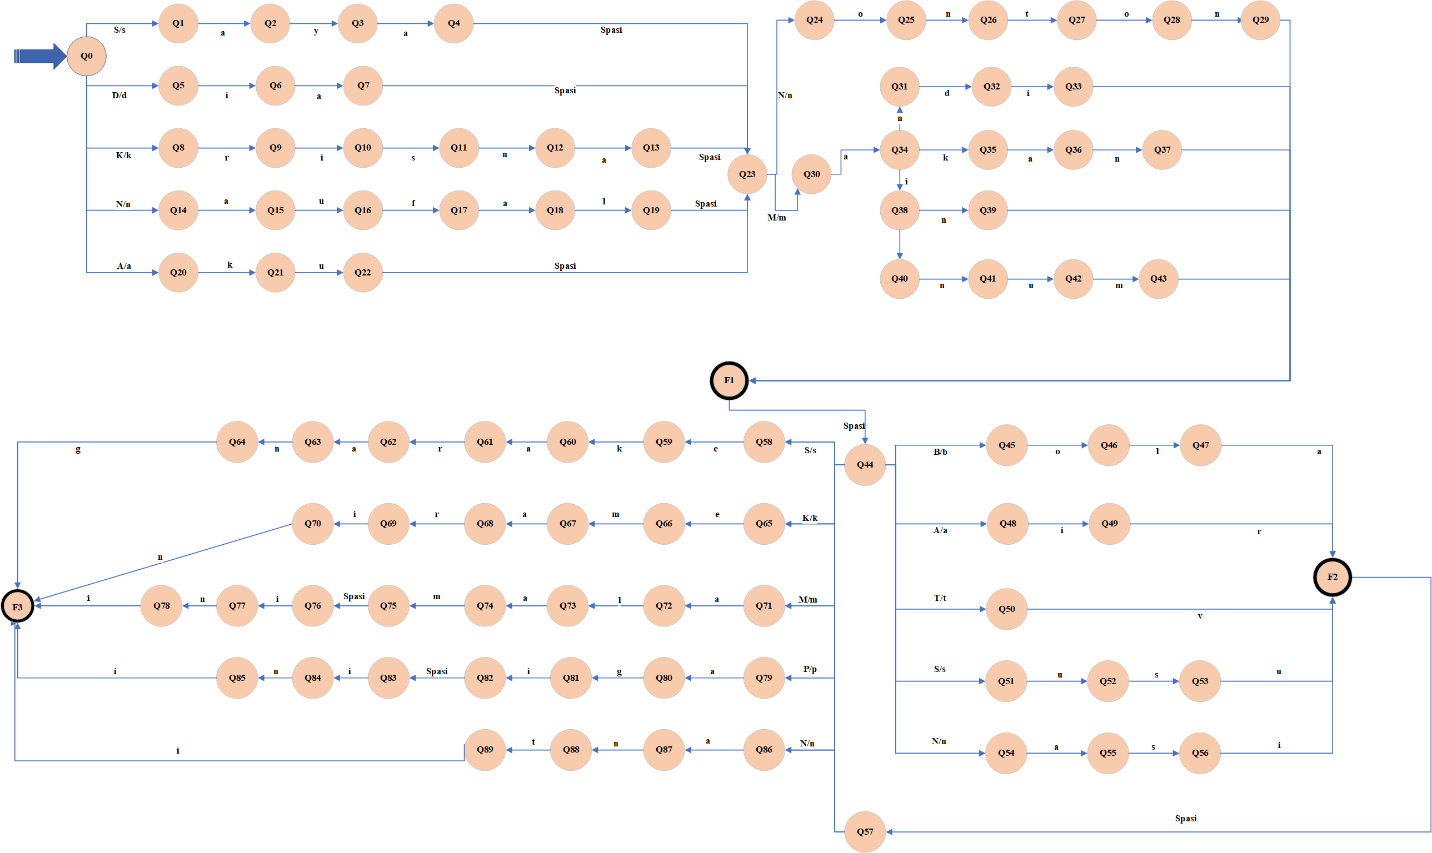 Q0
S/s Q1 a Q2 y Q3 a Q4 Spasi
D/d Q5 i Q6 a Q7 Spasi
K/k Q8 r Q9 i Q10 s Q11 n Q12 a Q13 Spasi
N/n Q14 a Q15 u Q16 f Q17 a Q18 l Q19 Spasi
A/a Q20 k Q21 u Q22 Spasi
Q23
N/n Q24 o Q25 n Q26 t Q27 o Q28 n Q29
Q31 d Q32 i Q33
n
M/m Q30 a Q34 k Q35 a Q36 n Q37
i
Q38 n Q39
Q40 n Q41 u Q42 m Q43
F1
Spasi
Q44
g Q64 n Q63 a Q62 r Q61 a Q60 k Q59 e Q58 S/s
n Q70 i Q69 r Q68 a Q67 m Q66 e Q65 K/k
F3 i Q78 n Q77 i Q76 Spasi Q75 m Q74 a Q73 l Q72 a Q71 M/m
i Q85 n Q84 i Q83 Spasi Q82 i Q81 g Q80 a Q79 P/p
i Q89 t Q88 n Q87 a Q86 N/n
B/b Q45 o Q46 l Q47 a
A/a Q48 i Q49 r
F2
T/t Q50 v
S/s Q51 u Q52 s Q53 u
N/n Q54 a Q55 s Q56 i
Q57 Spasi